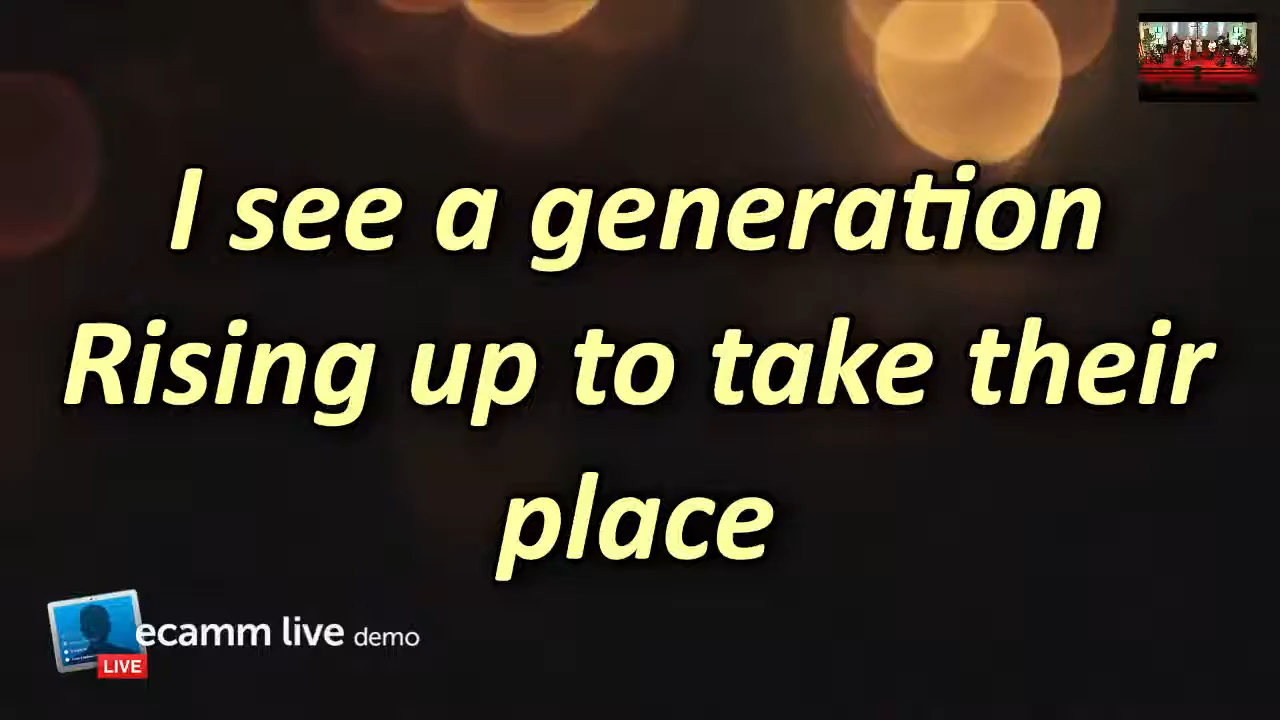 I see a generation
Rising up to take their
place
ecamm live demo
LIVE